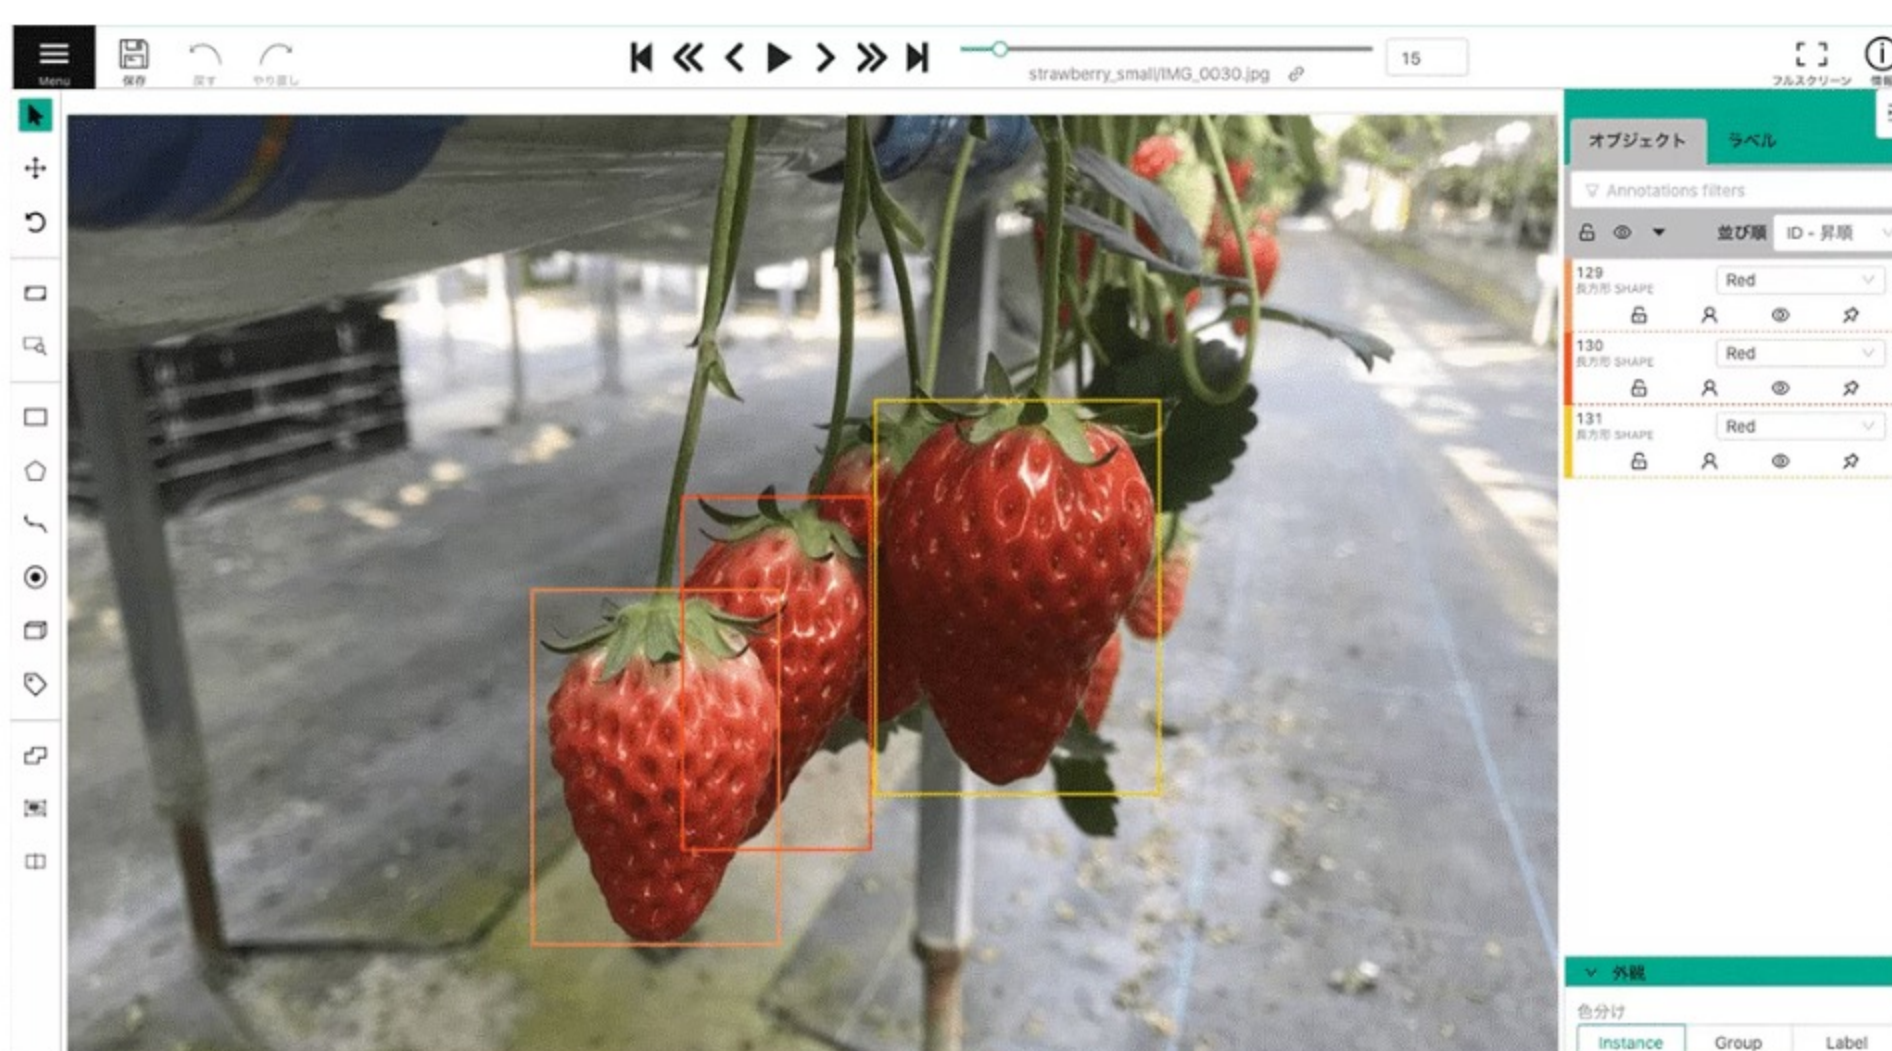 Menu
保存
戻す
やり直し
15
strawberry_small/IMG_0030.jpg
フルスクリーン
情報
オブジェクト
ラベル
Annotations filters
並び順
ID - 昇順
129
長方形 SHAPE
Red
130
長方形 SHAPE
Red
131
長方形 SHAPE
Red
外観
色分け
Instance
Group
Label